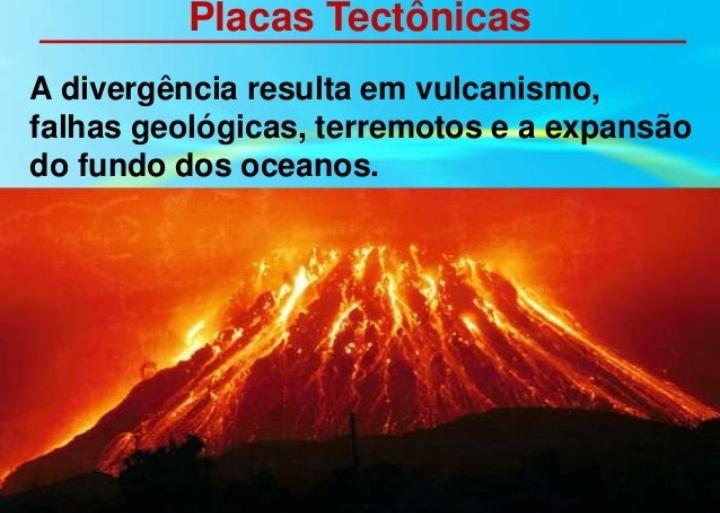 Placas Tectônicas
A divergência resulta em vulcanismo,
falhas geológicas, terremotos e a expansão
do fundo dos oceanos.